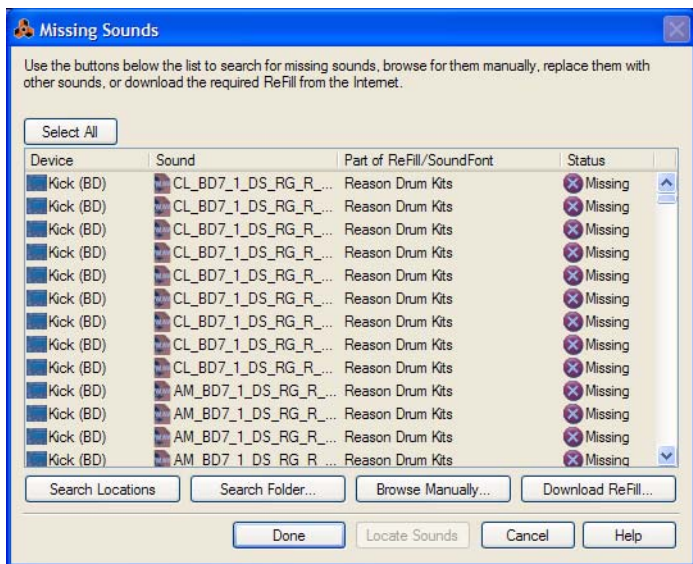 Missing Sounds
Use the buttons below the list to search for missing sounds, browse for them manually, replace them with
other sounds, or download the required ReFill from the Internet.
Select All
Device Sound Part of ReFill/SoundFont Status
Kick (BD) CL_BD7_1_DS_RG_R_... Reason Drum Kits Missing
Kick (BD) CL_BD7_1_DS_RG_R_... Reason Drum Kits Missing
Kick (BD) CL_BD7_1_DS_RG_R_... Reason Drum Kits Missing
Kick (BD) CL_BD7_1_DS_RG_R_... Reason Drum Kits Missing
Kick (BD) CL_BD7_1_DS_RG_R_... Reason Drum Kits Missing
Kick (BD) CL_BD7_1_DS_RG_R_... Reason Drum Kits Missing
Kick (BD) CL_BD7_1_DS_RG_R_... Reason Drum Kits Missing
Kick (BD) CL_BD7_1_DS_RG_R_... Reason Drum Kits Missing
Kick (BD) CL_BD7_1_DS_RG_R_... Reason Drum Kits Missing
Kick (BD) AM_BD7_1_DS_RG_R_... Reason Drum Kits Missing
Kick (BD) AM_BD7_1_DS_RG_R_... Reason Drum Kits Missing
Kick (BD) AM_BD7_1_DS_RG_R_... Reason Drum Kits Missing
Kick (BD) AM_BD7_1_DS_RG_R_... Reason Drum Kits Missing
Search Locations Search Folder... Browse Manually... Download ReFill...
Done Locate Sounds Cancel Help